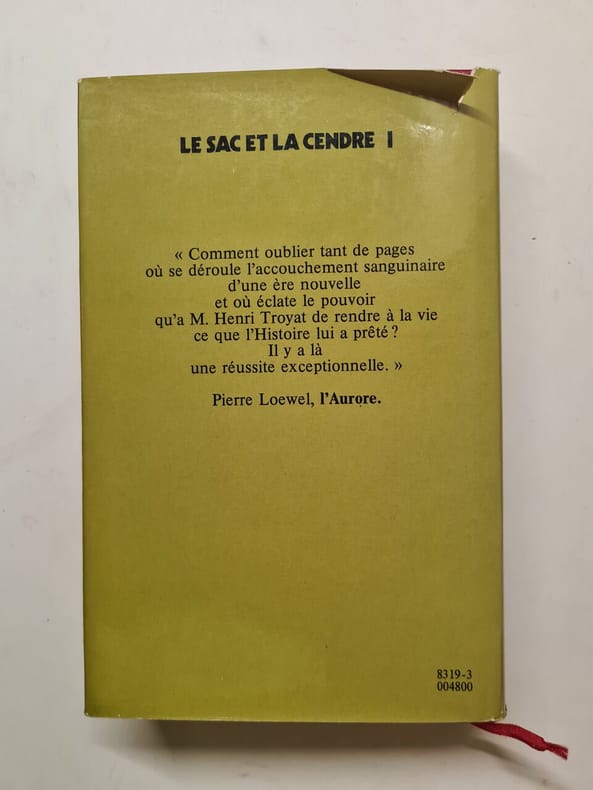 LE SAC ET LA CENDRE I
« Comment oublier tant de pages
où se déroule l'accouchement sanguinaire
d'une ère nouvelle
et où éclate le pouvoir
qu'a M. Henri Troyat de rendre à la vie
ce que l'Histoire lui a prêté ?
Il y a là
une réussite exceptionnelle. »
Pierre Loewel, l'Aurore.
8319-3
004800